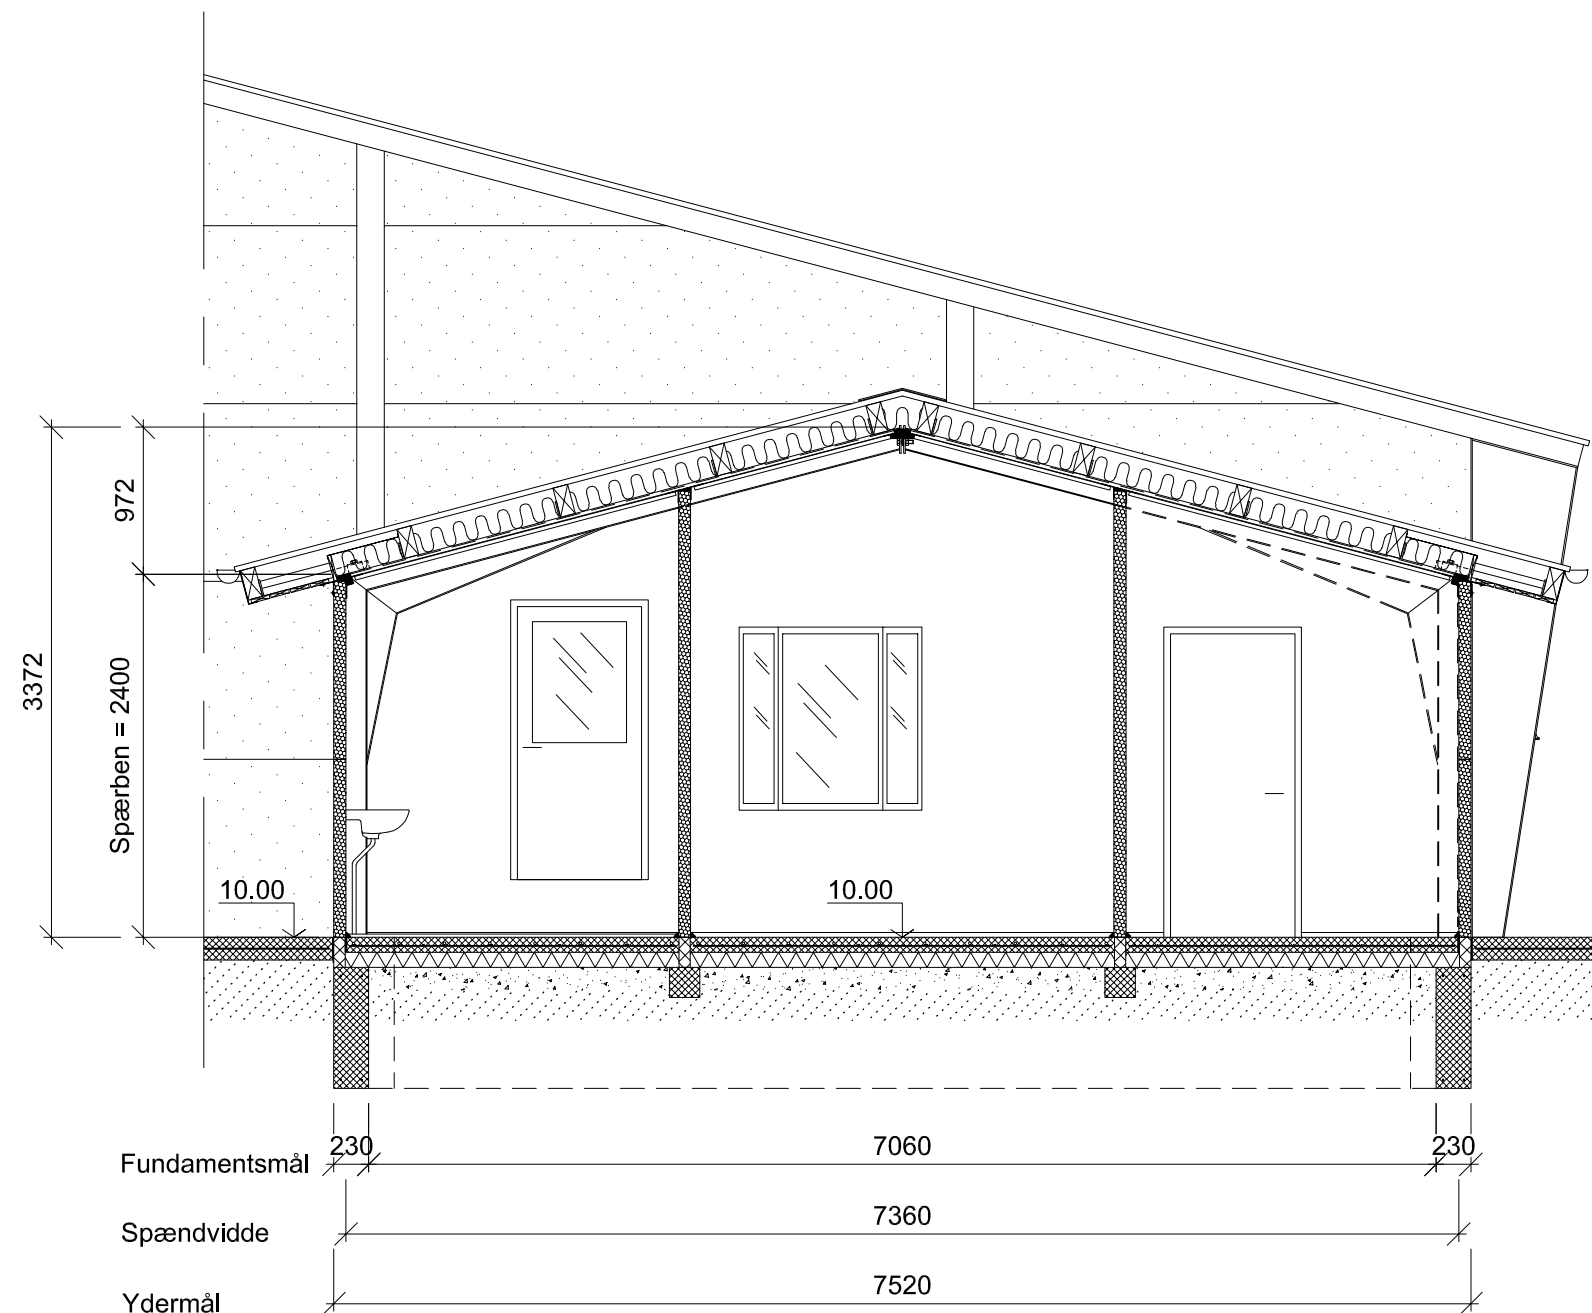 972
3372
Spærben = 2400
10.00
10.00
230
7060
230
Fundamentsmål
7360
Spændvidde
7520
Ydermål